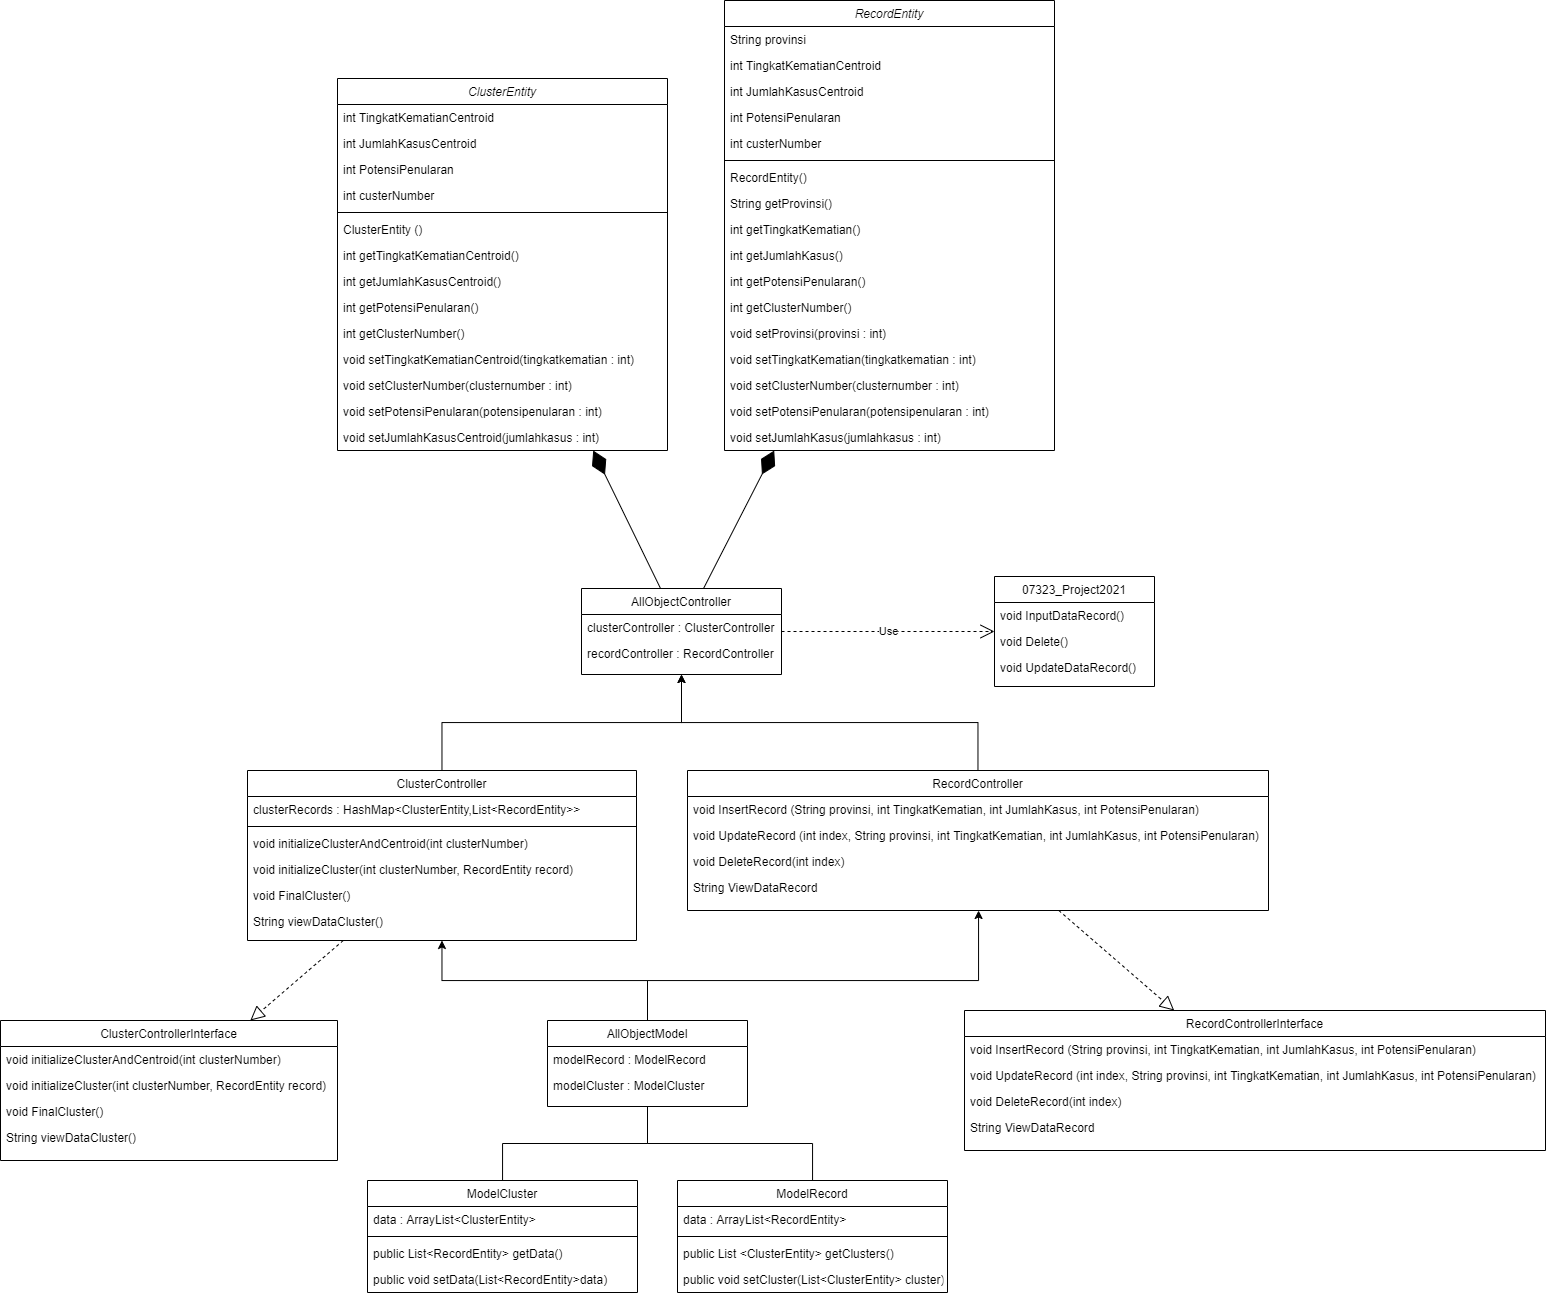 RecordEntity
String provinsi
int TingkatKematianCentroid
int JumlahKasusCentroid
int PotensiPenularan
int custerNumber
RecordEntity()
String getProvinsi()
int getTingkatKematian()
int getJumlahKasus()
int getPotensiPenularan()
int getClusterNumber()
void setProvinsi(provinsi : int)
void setTingkatKematian(tingkatkematian : int)
void setClusterNumber(clusternumber : int)
void setPotensiPenularan(potensipenularan : int)
void setJumlahKasus(jumlahkasus : int)
ClusterEntity
int TingkatKematianCentroid
int JumlahKasusCentroid
int PotensiPenularan
int custerNumber
ClusterEntity ()
int getTingkatKematianCentroid()
int getJumlahKasusCentroid()
int getPotensiPenularan()
int getClusterNumber()
void setTingkatKematianCentroid(tingkatkematian : int)
void setClusterNumber(clusternumber : int)
void setPotensiPenularan(potensipenularan : int)
void setJumlahKasusCentroid(jumlahkasus : int)
AllObjectController
clusterController : ClusterController
recordController : RecordController
Use
07323_Project2021
void InputDataRecord()
void Delete()
void UpdateDataRecord()
ClusterController
clusterRecords : HashMap<ClusterEntity,List<RecordEntity>>
void initializeClusterAndCentroid(int clusterNumber)
void initializeCluster(int clusterNumber, RecordEntity record)
void FinalCluster()
String viewDataCluster()
RecordController
void InsertRecord (String provinsi, int TingkatKematian, int JumlahKasus, int PotensiPenularan)
void UpdateRecord (int index, String provinsi, int TingkatKematian, int JumlahKasus, int PotensiPenularan)
void DeleteRecord(int index)
String ViewDataRecord
ClusterControllerInterface
void initializeClusterAndCentroid(int clusterNumber)
void initializeCluster(int clusterNumber, RecordEntity record)
void FinalCluster()
String viewDataCluster()
AllObjectModel
modelRecord : ModelRecord
modelCluster : ModelCluster
RecordControllerInterface
void InsertRecord (String provinsi, int TingkatKematian, int JumlahKasus, int PotensiPenularan)
void UpdateRecord (int index, String provinsi, int TingkatKematian, int JumlahKasus, int PotensiPenularan)
void DeleteRecord(int index)
String ViewDataRecord
ModelCluster
data : ArrayList<ClusterEntity>
public List<RecordEntity> getData()
public void setData(List<RecordEntity>data)
ModelRecord
data : ArrayList<RecordEntity>
public List <ClusterEntity> getClusters()
public void setCluster(List<ClusterEntity> cluster)